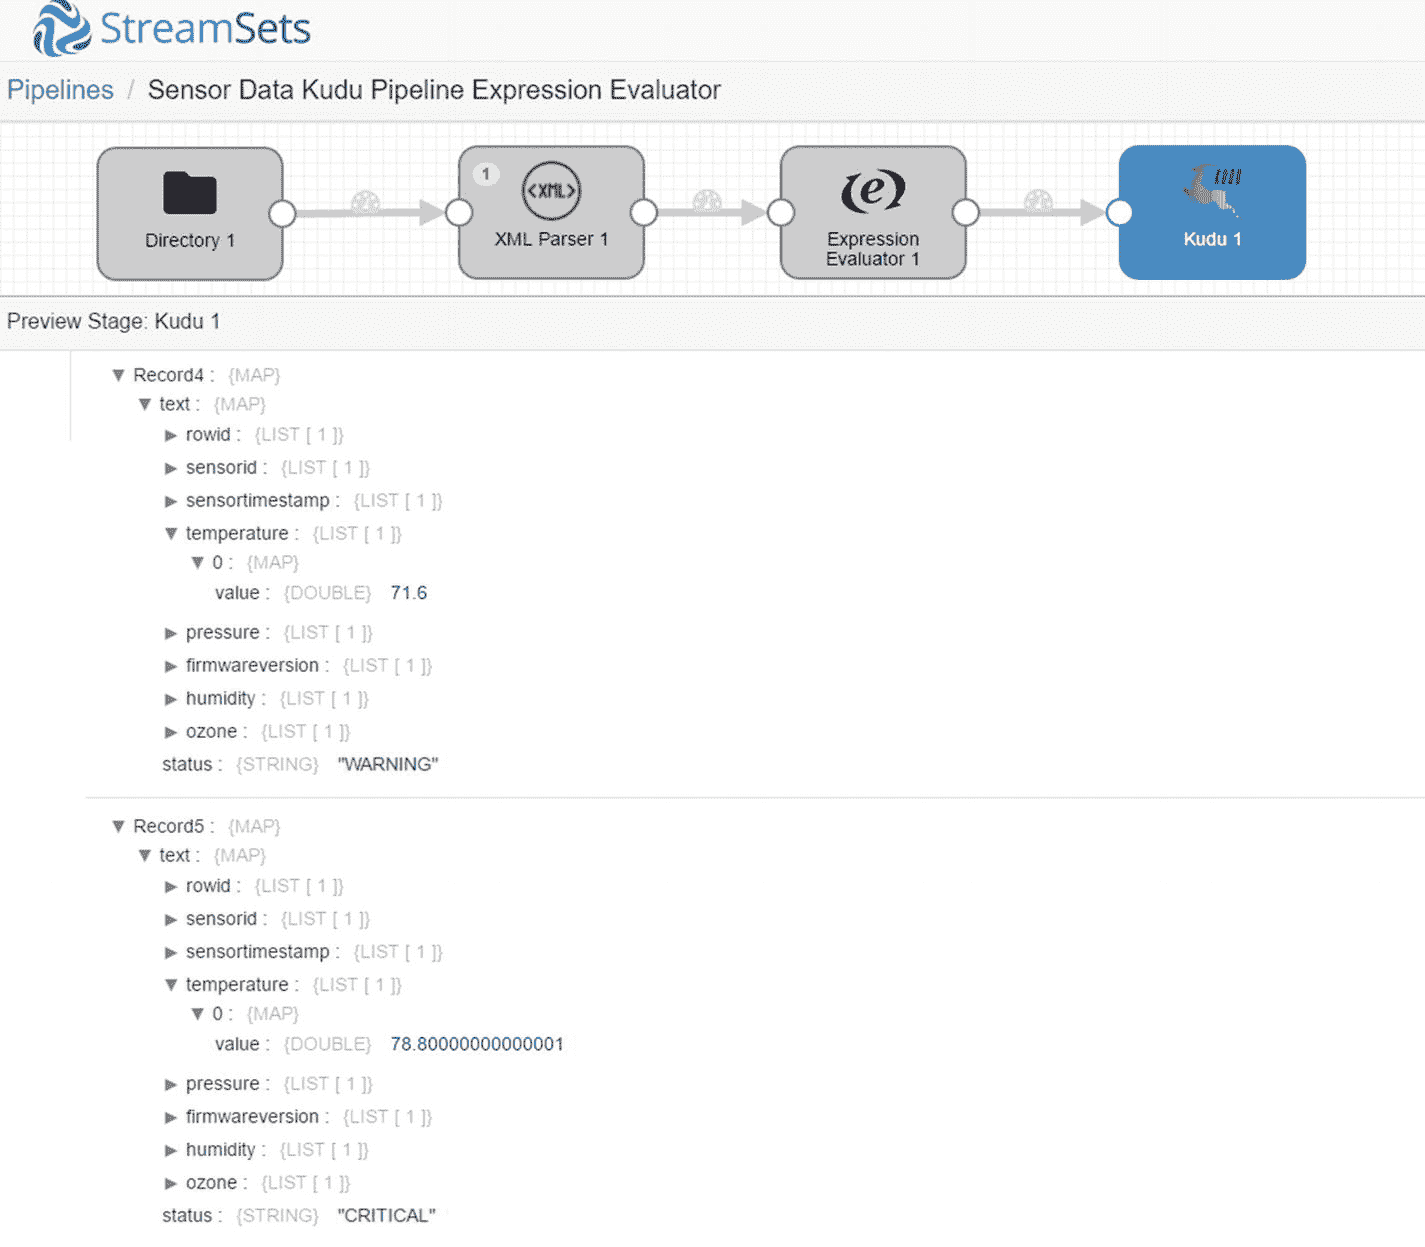 StreamSets
Pipelines / Sensor Data Kudu Pipeline Expression Evaluator
Directory 1
1
<XML>
XML Parser 1
e
Expression
Evaluator 1
Kudu 1
Preview Stage: Kudu 1
Record4 : {MAP}
text : {MAP}
rowid : {LIST [ 1 ]}
sensorid : {LIST [ 1 ]}
sensortimestamp : {LIST [ 1 ]}
temperature : {LIST [ 1 ]}
0 : {MAP}
value : {DOUBLE} 71.6
pressure : {LIST [ 1 ]}
firmwareversion : {LIST [ 1 ]}
humidity : {LIST [ 1 ]}
ozone : {LIST [ 1 ]}
status : {STRING} "WARNING"
Record5 : {MAP}
text : {MAP}
rowid : {LIST [ 1 ]}
sensorid : {LIST [ 1 ]}
sensortimestamp : {LIST [ 1 ]}
temperature : {LIST [ 1 ]}
0 : {MAP}
value : {DOUBLE} 78.80000000000001
pressure : {LIST [ 1 ]}
firmwareversion : {LIST [ 1 ]}
humidity : {LIST [ 1 ]}
ozone : {LIST [ 1 ]}
status : {STRING} "CRITICAL"